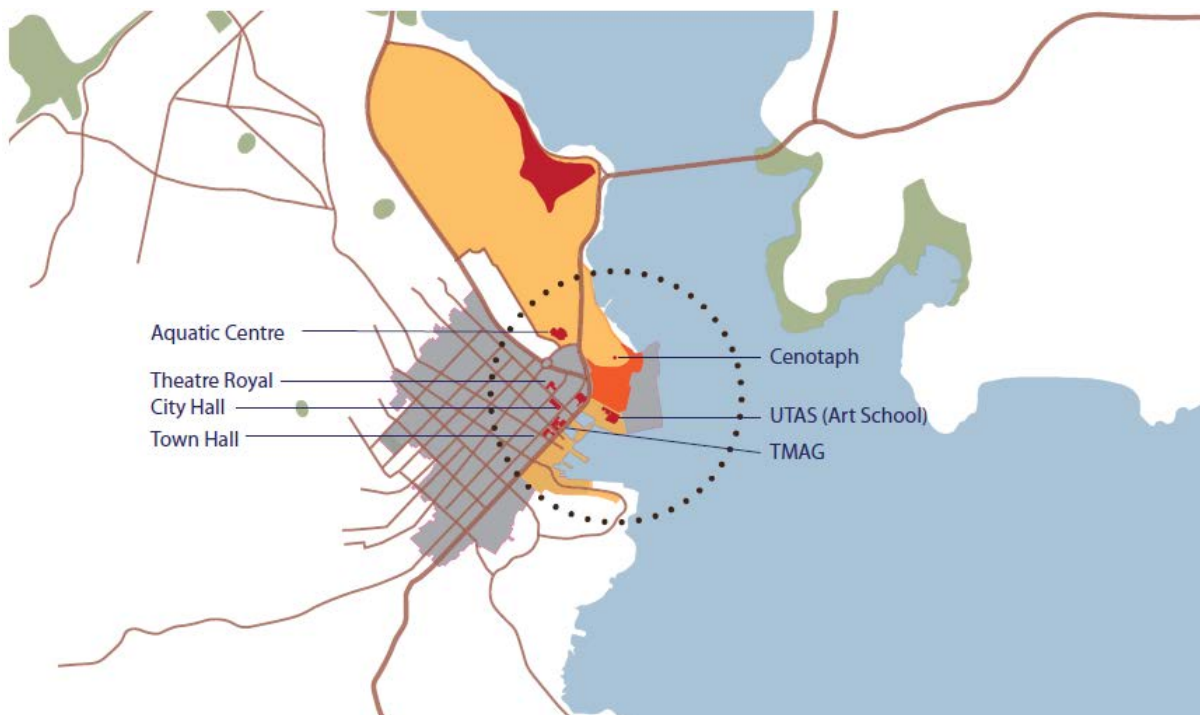 Aquatic Centre
Theatre Royal
City Hall
Town Hall
Cenotaph
UTAS (Art School)
TMAG